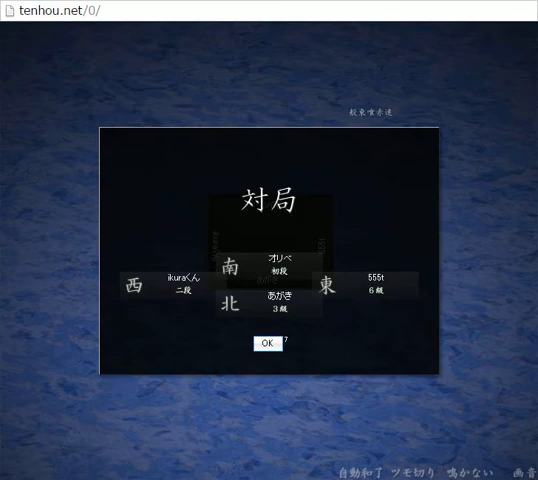 tenhou.net/0/
般東喰赤速
対局
南
オリベ
初段
西
ikuraくん
二段
東
555t
６級
北
あがき
３級
OK
7
自動和了 ツモ切り 鳴かない 画音